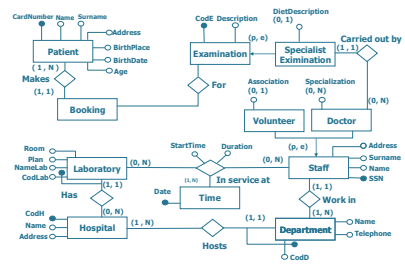 CardNumber Name Surname
Address
Patient
BirthPlace
BirthDate
Age
(1 , N)
Makes
(1, 1)
Booking
CodE Description
(p, e)
Examination
For
DietDescription
(0, 1)
Specialist
Eximination
(1 , 1)
Carried out by
(0, N)
Association
(0, 1)
Specialization
(0, N)
Volunteer
Doctor
(p, e)
Room
Plan
NameLab
CodLab
Laboratory
(0, N)
StartTime
Duration
(0, N)
In service at
(1, N)
Date
Time
Staff
Address
Surname
Name
SSN
(1, 1)
Has
(0, N)
CodH
Name
Address
Hospital
(1 , N)
Hosts
(1, 1)
(1, 1)
Work in
(1, N)
Department
Name
Telephone
CodD